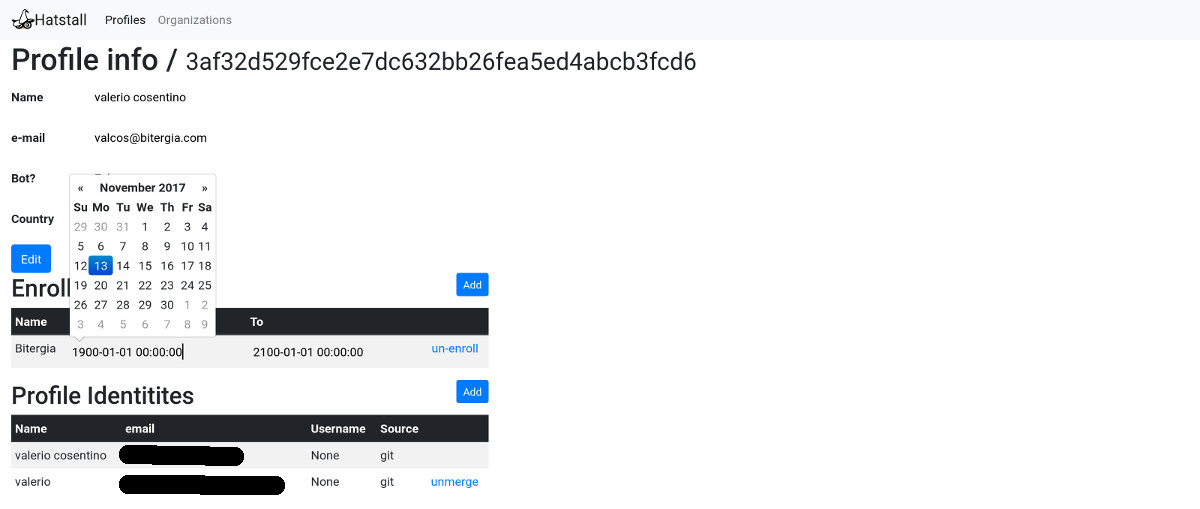 Hatstall Profiles Organizations
Profile info / 3af32d529fce2e7dc632bb26fea5ed4abcb3fcd6
Name valerio cosentino
e-mail valcos@bitergia.com
Bot?
« November 2017 »
Su Mo Tu We Th Fr Sa
29 30 31 1 2 3 4
5 6 7 8 9 10 11
12 13 14 15 16 17 18
19 20 21 22 23 24 25
26 27 28 29 30 1 2
3 4 5 6 7 8 9
Country
Edit
Enroll
Add
Name To
Bitergia 1900-01-01 00:00:00 2100-01-01 00:00:00 un-enroll
Profile Identitites
Add
Name email Username Source
valerio cosentino None git
valerio None git unmerge